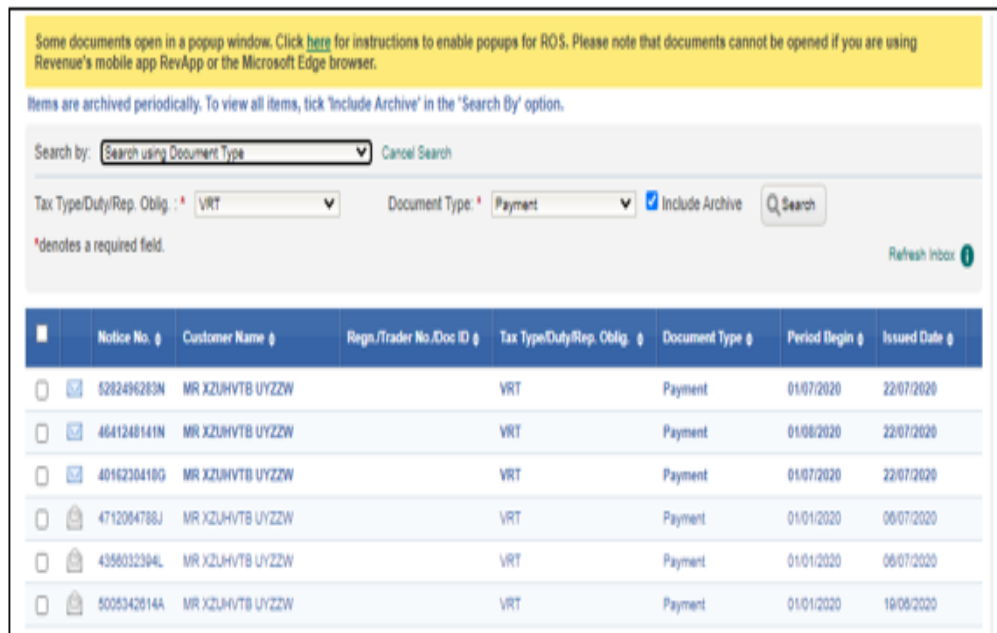 Some documents open in a popup window. Click here for instructions to enable popups for ROS. Please note that documents cannot be opened if you are using
Revenue's mobile app RevApp or the Microsoft Edge browser.
Items are archived periodically. To view all items, tick 'Include Archive' in the 'Search By' option.
Search by: Search using Document Type Cancel Search
Tax Type/Duty/Rep. Oblig. : * VRT Document Type: * Payment Include Archive Search
*denotes a required field.
Refresh Inbox
Notice No. Customer Name Regn./Trader No./Doc ID Tax Type/Duty/Rep. Oblig. Document Type Period Begin Issued Date
5282496283N MR XZUHVTB UYZZW VRT Payment 01/07/2020 22/07/2020
4641248141N MR XZUHVTB UYZZW VRT Payment 01/08/2020 22/07/2020
4016230418G MR XZUHVTB UYZZW VRT Payment 01/07/2020 22/07/2020
4712064788J MR XZUHVTB UYZZW VRT Payment 01/01/2020 06/07/2020
4356032394L MR XZUHVTB UYZZW VRT Payment 01/01/2020 06/07/2020
5005342614A MR XZUHVTB UYZZW VRT Payment 01/01/2020 19/06/2020